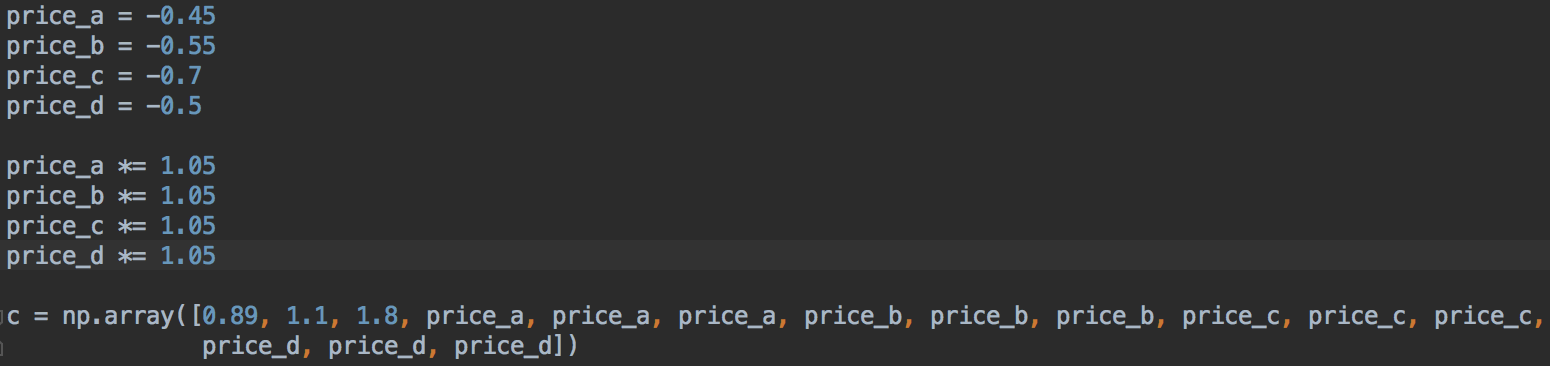 price_a = -0.45
price_b = -0.55
price_c = -0.7
price_d = -0.5
price_a *= 1.05
price_b *= 1.05
price_c *= 1.05
price_d *= 1.05
c = np.array([0.89, 1.1, 1.8, price_a, price_a, price_a, price_b, price_b, price_b, price_c, price_c, price_c,
price_d, price_d, price_d])